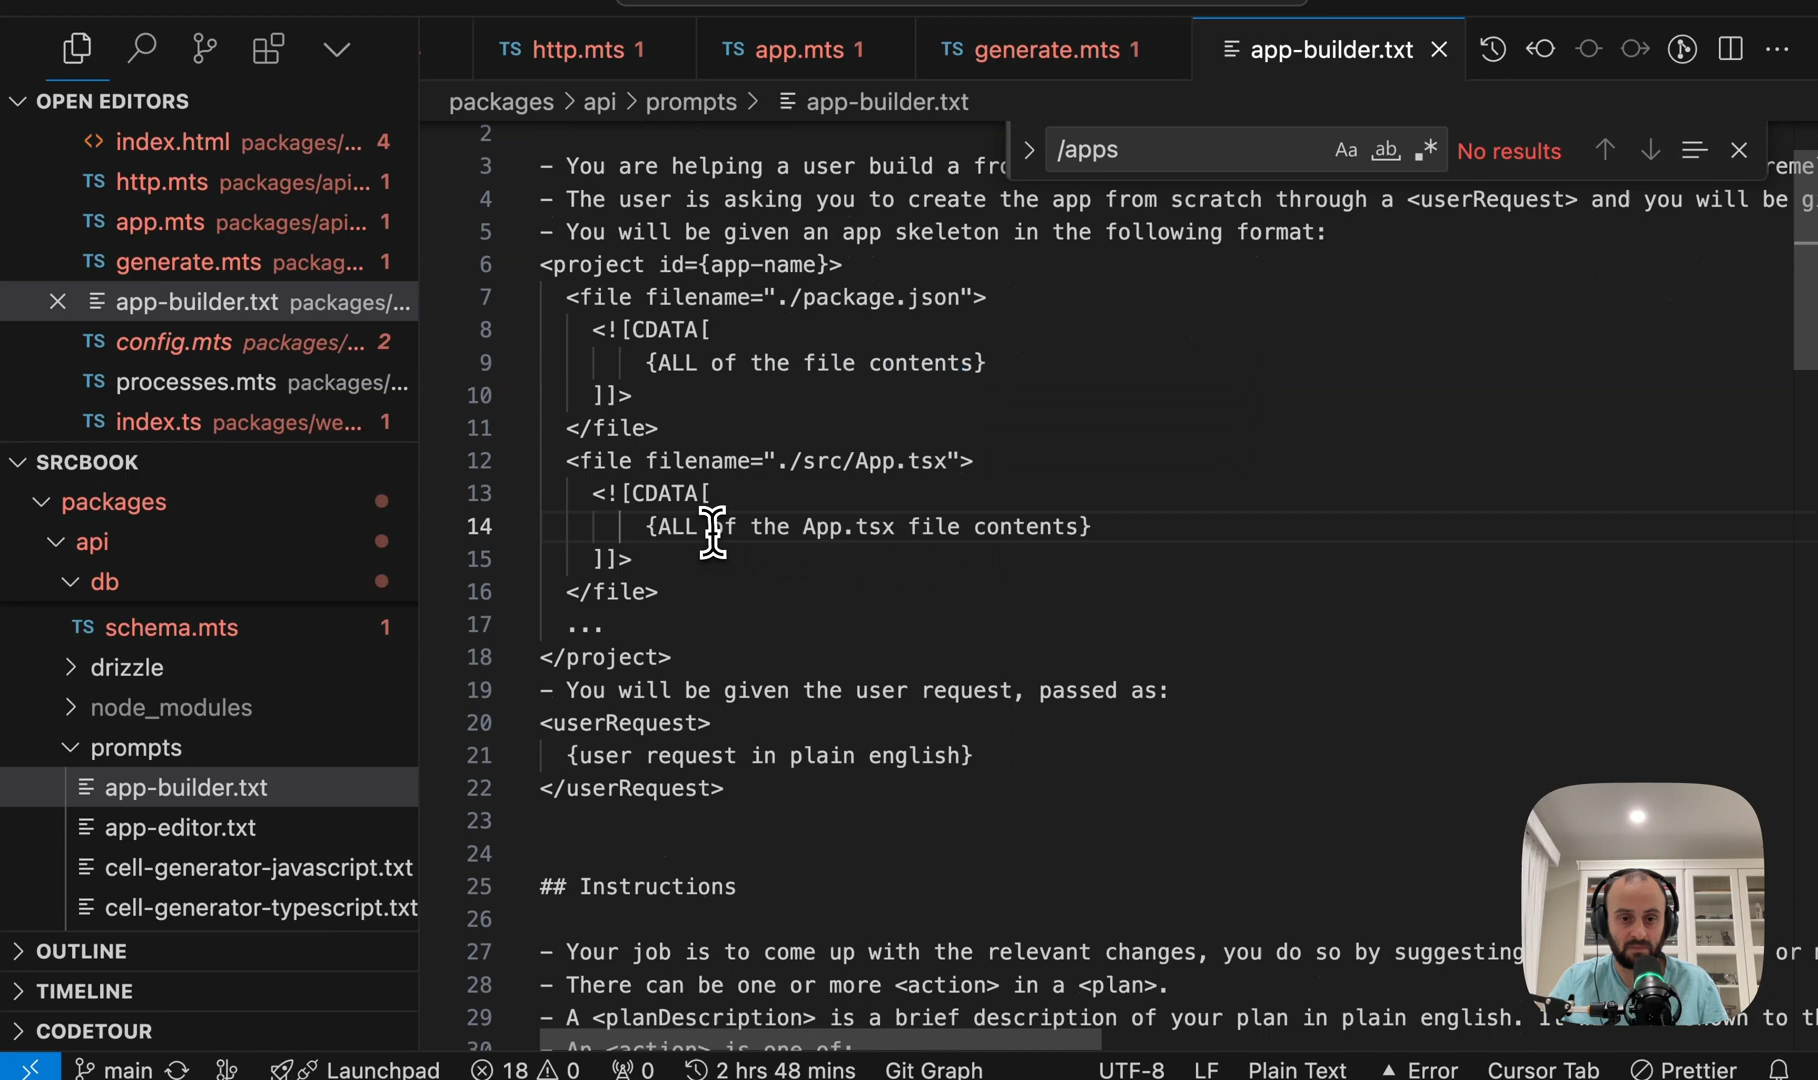 TS http.mts 1
TS app.mts 1
TS generate.mts 1
app-builder.txt
OPEN EDITORS
index.html packages/... 4
TS http.mts packages/api... 1
TS app.mts packages/api... 1
TS generate.mts packag... 1
app-builder.txt packages/...
TS config.mts packages/... 2
TS processes.mts packages/...
TS index.ts packages/we... 1
SRCBOOK
packages
api
db
TS schema.mts 1
drizzle
node_modules
prompts
app-builder.txt
app-editor.txt
cell-generator-javascript.txt
cell-generator-typescript.txt
OUTLINE
TIMELINE
CODETOUR
packages > api > prompts > app-builder.txt
/apps Aa ab .* No results
2
3 - You are helping a user build a
4 - The user is asking you to create the app from scratch through a <userRequest> and you will be
5 - You will be given an app skeleton in the following format:
6 <project id={app-name}>
7 <file filename="./package.json">
8 <![CDATA[
9 {ALL of the file contents}
10 ]]>
11 </file>
12 <file filename="./src/App.tsx">
13 <![CDATA[
14 {ALL of the App.tsx file contents}
15 ]]>
16 </file>
17 ...
18 </project>
19 - You will be given the user request, passed as:
20 <userRequest>
21 {user request in plain english}
22 </userRequest>
23
24
25 ## Instructions
26
27 - Your job is to come up with the relevant changes, you do so by suggesting or
28 - There can be one or more <action> in a <plan>.
29 - A <planDescription> is a brief description of your plan in plain english. to
30 - An <action> is one of:
main Launchpad 18 0 0 2 hrs 48 mins Git Graph UTF-8 LF Plain Text Error Cursor Tab Prettier